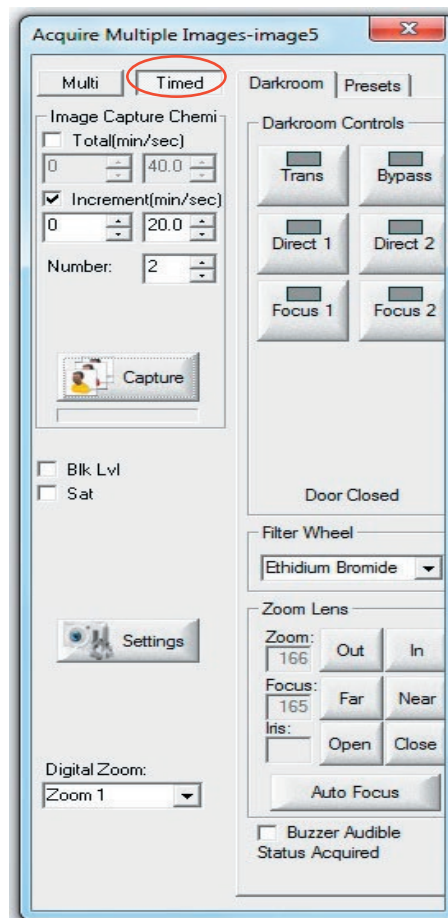 Acquire Multiple Images-image5
Multi
Timed
Image Capture Chemi
Total(min/sec)
0
40.0
Increment(min/sec)
0
20.0
Number:
2
Capture
Blk Lvl
Sat
Settings
Digital Zoom:
Zoom 1
Darkroom
Presets
Darkroom Controls
Trans
Bypass
Direct 1
Direct 2
Focus 1
Focus 2
Door Closed
Filter Wheel
Ethidium Bromide
Zoom Lens
Zoom:
166
Out
In
Focus:
165
Far
Near
Iris:
Open
Close
Auto Focus
Buzzer Audible
Status Acquired